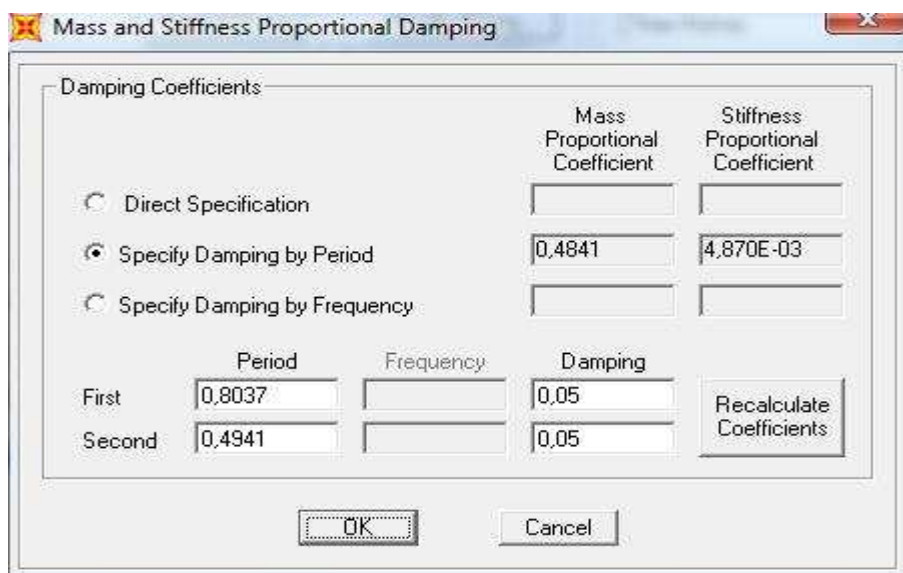 Mass and Stiffness Proportional Damping
Damping Coefficients
Mass Proportional Coefficient
Stiffness Proportional Coefficient
Direct Specification
Specify Damping by Period
0,4841
4,870E-03
Specify Damping by Frequency
Period
Frequency
Damping
First
0,8037
0,05
Second
0,4941
0,05
Recalculate Coefficients
OK
Cancel